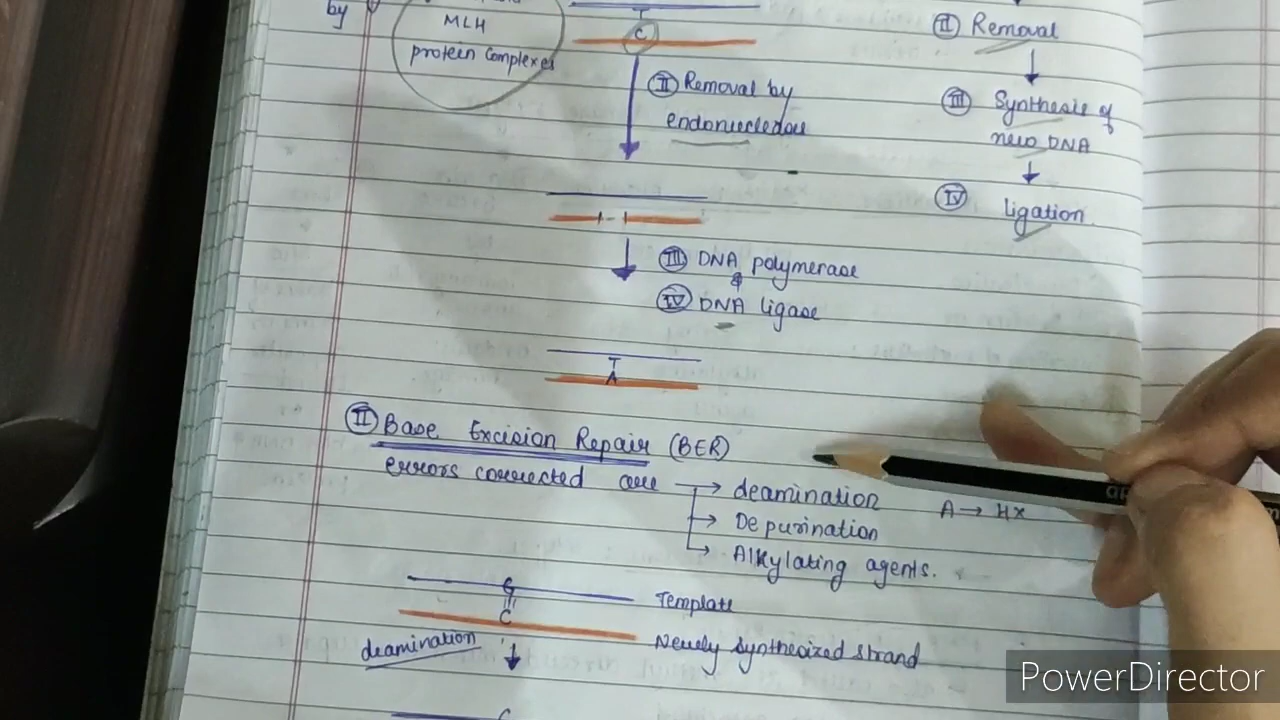 by
MLH
protein Complexes
T
C
II Removal by
endonuclease
III DNA polymerase
&
IV DNA ligase
T
A
II Removal
III Synthesis of
new DNA
IV ligation
II Base Excision Repair (BER)
errors corrected are → deamination
A → HX
→ Depurination
→ Alkylating agents.
G
Template
C
deamination
Newly synthesized strand
PowerDirector